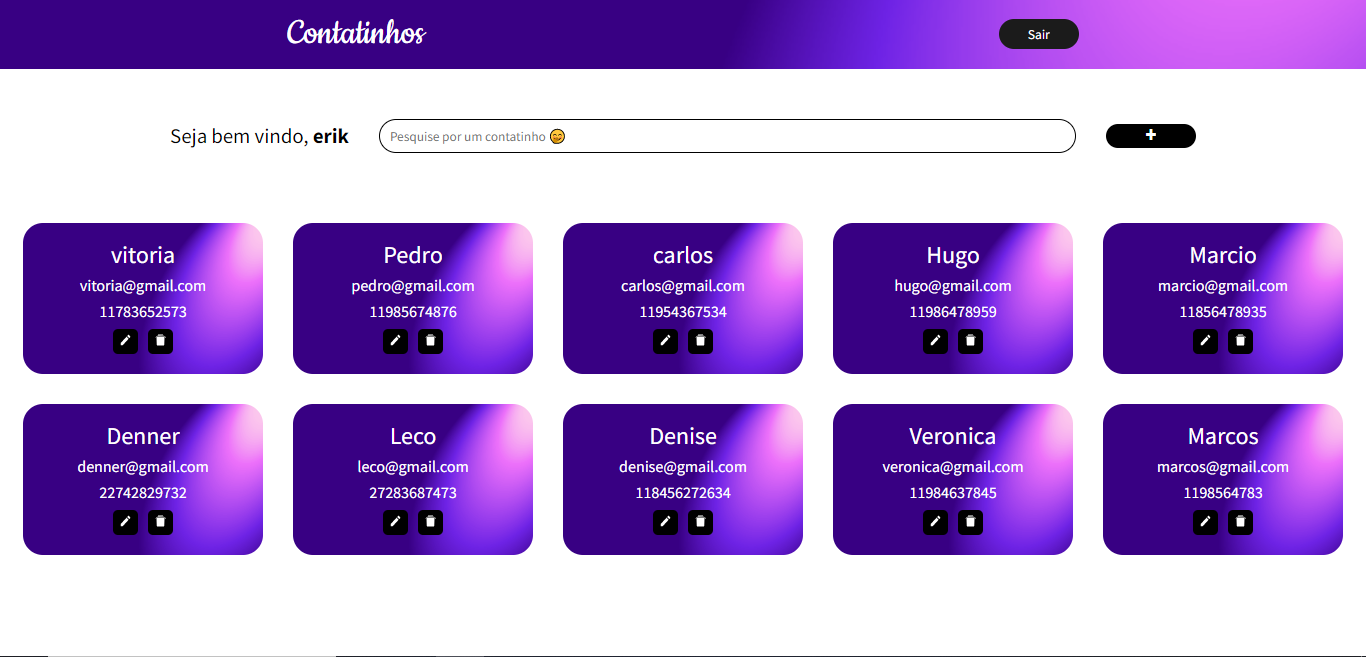 Contatinhos
Sair
Seja bem vindo, erik
Pesquise por um contatinho 😊
+
vitoria
vitoria@gmail.com
11783652573
Pedro
pedro@gmail.com
11985674876
carlos
carlos@gmail.com
11954367534
Hugo
hugo@gmail.com
11986478959
Marcio
marcio@gmail.com
11856478935
Denner
denner@gmail.com
22742829732
Leco
leco@gmail.com
27283687473
Denise
denise@gmail.com
118456272634
Veronica
veronica@gmail.com
11984637845
Marcos
marcos@gmail.com
1198564783